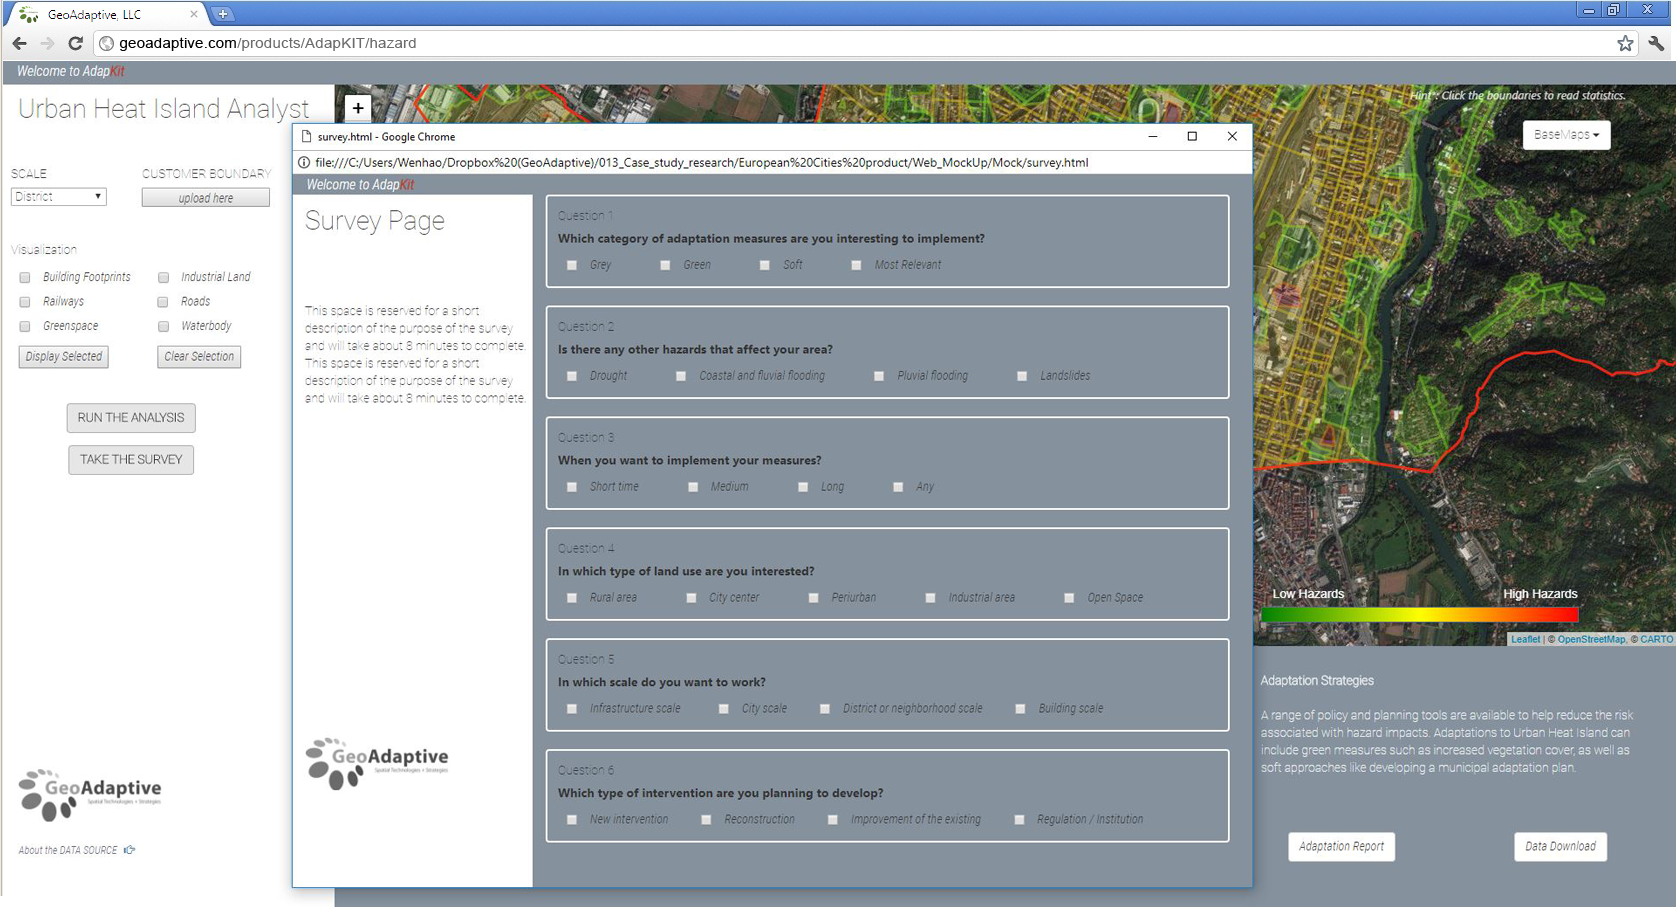 GeoAdaptive, LLC
geoadaptive.com/products/AdapKIT/hazard
Welcome to AdapKit
Urban Heat Island Analyst
SCALE
CUSTOMER BOUNDARY
District
upload here
Visualization
Building Footprints
Industrial Land
Railways
Roads
Greenspace
Waterbody
Display Selected
Clear Selection
RUN THE ANALYSIS
TAKE THE SURVEY
GeoAdaptive
Spatial Technologies + Strategies
About the DATA SOURCE
+
survey.html - Google Chrome
file:///C:/Users/Wenhao/Dropbox%20(GeoAdaptive)/013_Case_study_research/European%20Cities%20product/Web_MockUp/Mock/survey.html
Welcome to AdapKit
Survey Page
This space is reserved for a short
description of the purpose of the survey
and will take about 8 minutes to complete.
This space is reserved for a short
description of the purpose of the survey
and will take about 8 minutes to complete.
GeoAdaptive
Spatial Technologies + Strategies
Question 1
Which category of adaptation measures are you interesting to implement?
Grey Green Soft Most Relevant
Question 2
Is there any other hazards that affect your area?
Drought Coastal and fluvial flooding Pluvial flooding Landslides
Question 3
When you want to implement your measures?
Short time Medium Long Any
Question 4
In which type of land use are you interested?
Rural area City center Periurban Industrial area Open Space
Question 5
In which scale do you want to work?
Infrastructure scale City scale District or neighborhood scale Building scale
Question 6
Which type of intervention are you planning to develop?
New intervention Reconstruction Improvement of the existing Regulation / Institution
Hint*: Click the boundaries to read statistics.
BaseMaps
Low Hazards High Hazards
Leaflet | © OpenStreetMap, © CARTO
Adaptation Strategies
A range of policy and planning tools are available to help reduce the risk
associated with hazard impacts. Adaptations to Urban Heat Island can
include green measures such as increased vegetation cover, as well as
soft approaches like developing a municipal adaptation plan.
Adaptation Report
Data Download